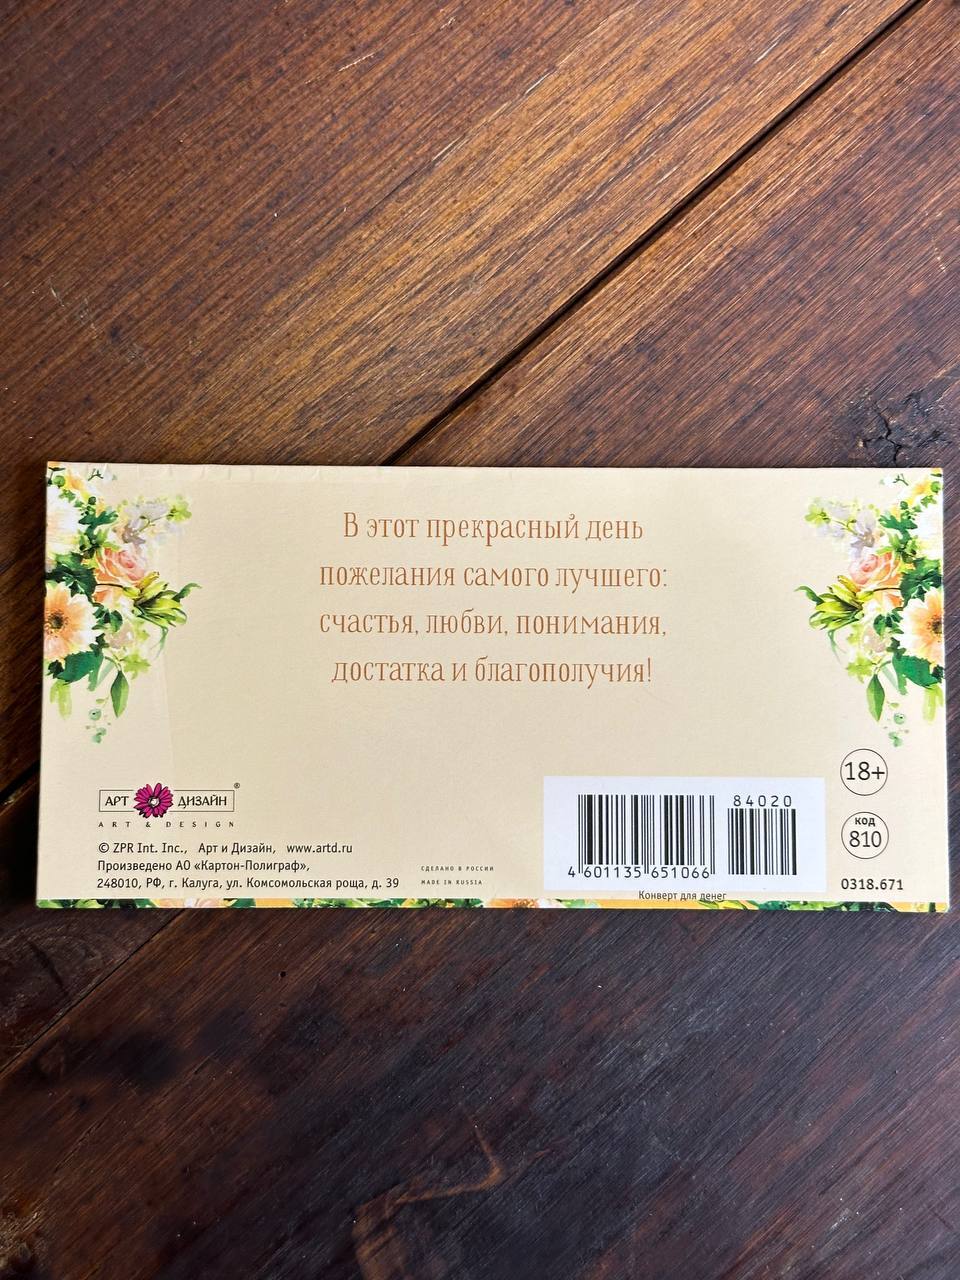 В этот прекрасный день
пожелания самого лучшего:
счастья, любви, понимания,
достатка и благополучия!
АРТ ДИЗАЙН®
ART & DESIGN
© ZPR Int. Inc., Арт и Дизайн, www.artd.ru
Произведено АО «Картон-Полиграф»,
248010, РФ, г. Калуга, ул. Комсомольская роща, д. 39
СДЕЛАНО В РОССИИ
MADE IN RUSSIA
84020
4 601135 651066
Конверт для денег
18+
код
810
0318.671